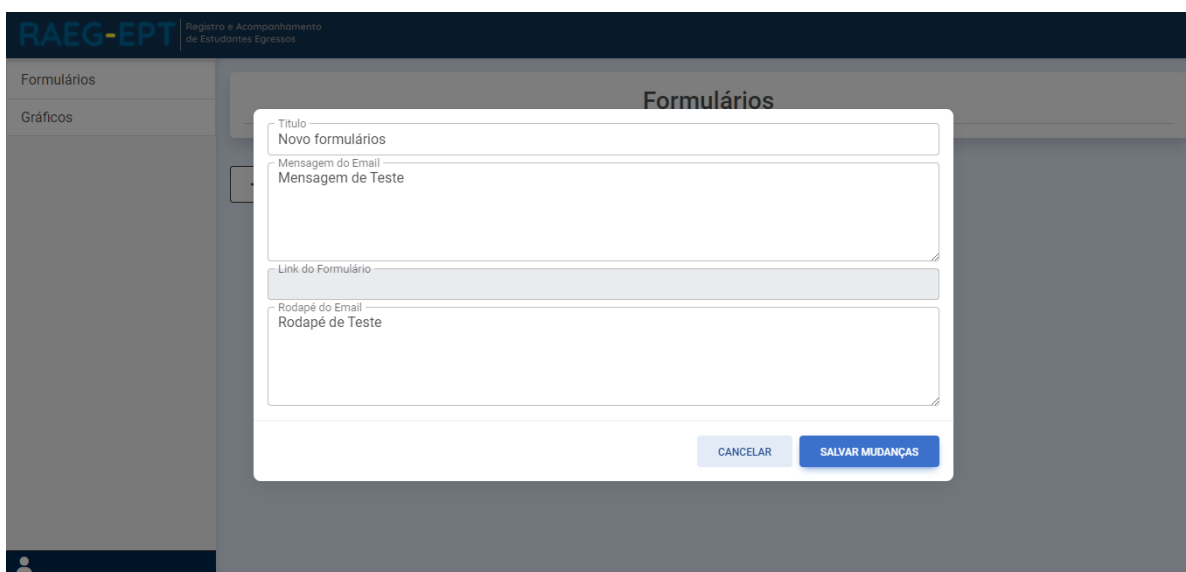 RAEG-EPT
Registro e Acompanhamento
de Estudantes Egressos
Formulários
Gráficos
Formulários
Título
Novo formulários
Mensagem do Email
Mensagem de Teste
Link do Formulário
Rodapé do Email
Rodapé de Teste
CANCELAR
SALVAR MUDANÇAS